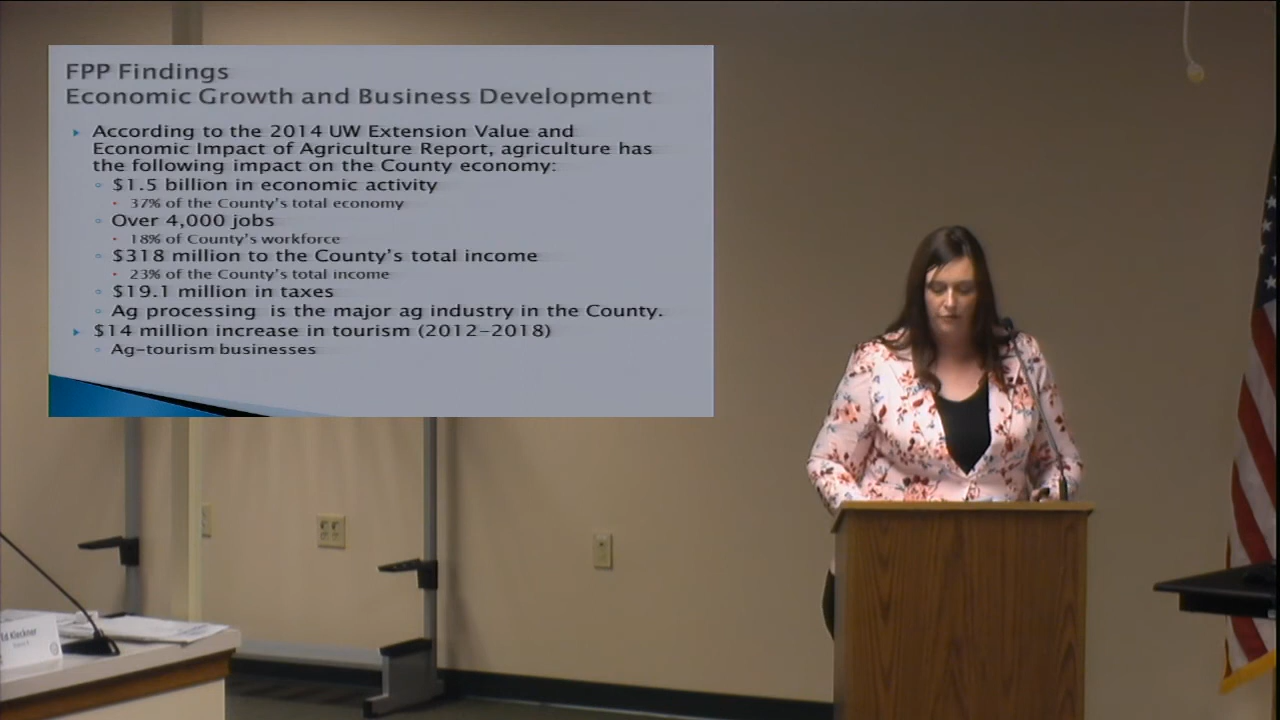 FPP Findings
Economic Growth and Business Development
According to the 2014 UW Extension Value and
Economic Impact of Agriculture Report, agriculture has
the following impact on the County economy:
$1.5 billion in economic activity
37% of the County's total economy
Over 4,000 jobs
18% of County's workforce
$318 million to the County's total income
23% of the County's total income
$19.1 million in taxes
Ag processing is the major ag industry in the County.
$14 million increase in tourism (2012-2018)
Ag-tourism businesses
Ed Kleckner